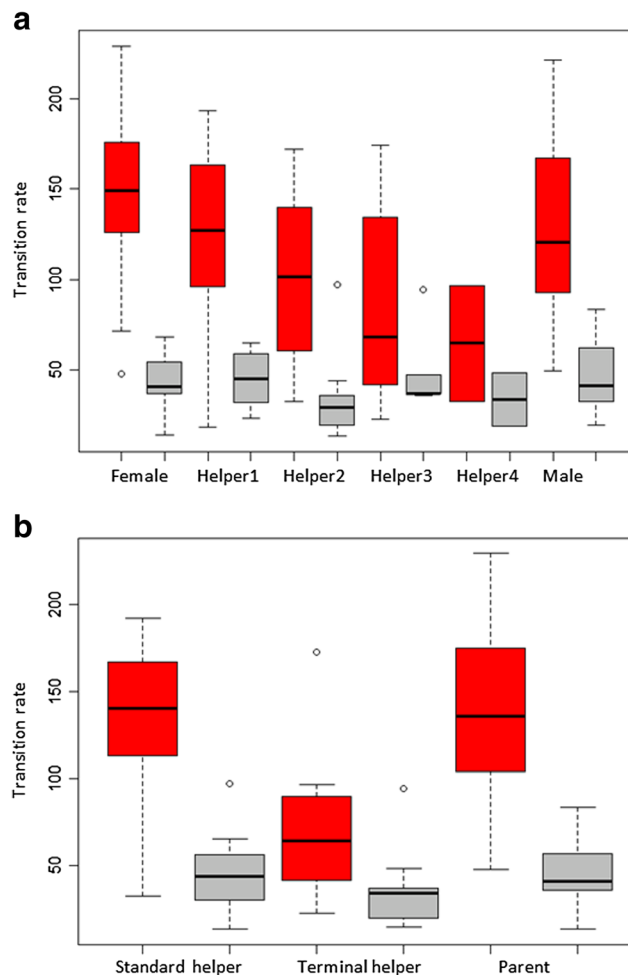 a
200
150
100
50
Transition rate
Female Helper1 Helper2 Helper3 Helper4 Male
b
200
150
100
50
Transition rate
Standard helper Terminal helper Parent